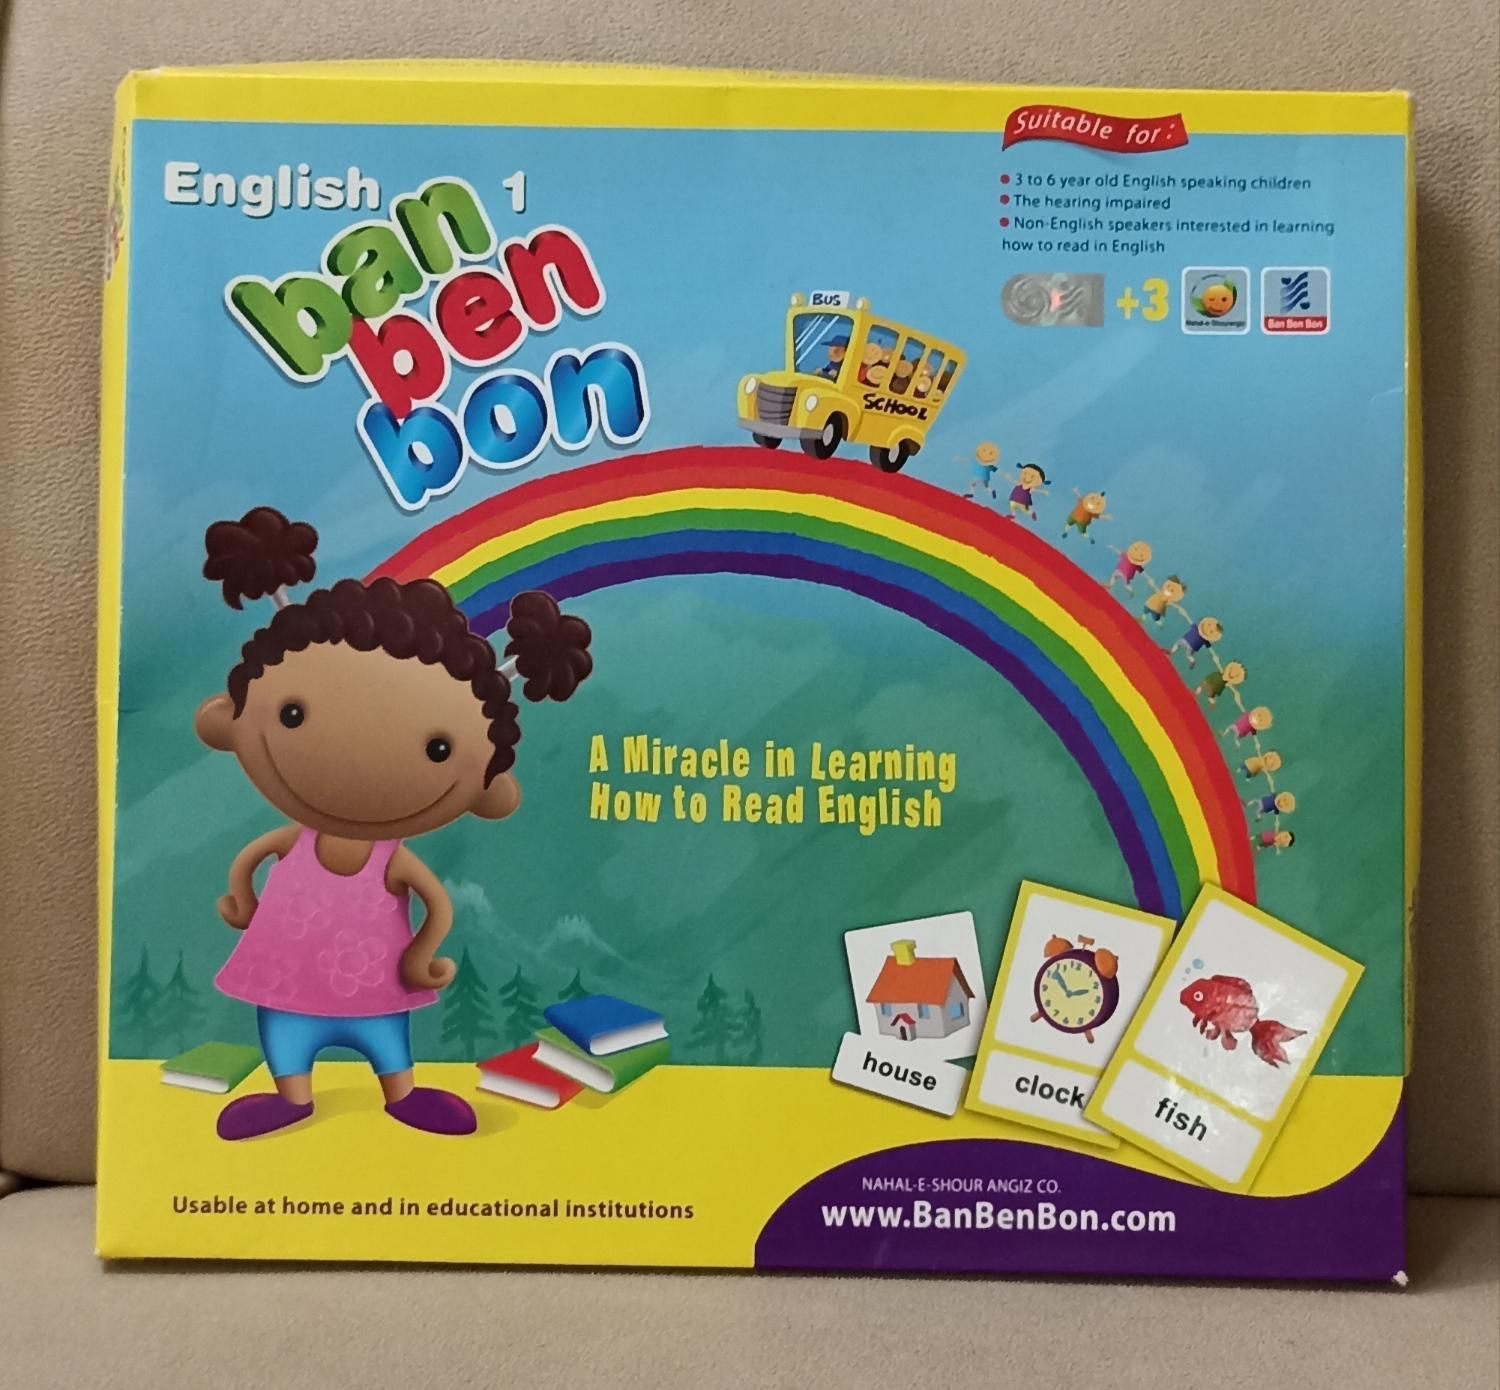 English 1
ban
ben
bon
Suitable for:
3 to 6 year old English speaking children
The hearing impaired
Non-English speakers interested in learning
how to read in English
+3
Ban Ben Bon
BUS
SCHOOL
A Miracle in Learning
How to Read English
house
clock
fish
Usable at home and in educational institutions
NAHAL-E-SHOUR ANGIZ CO.
www.BanBenBon.com